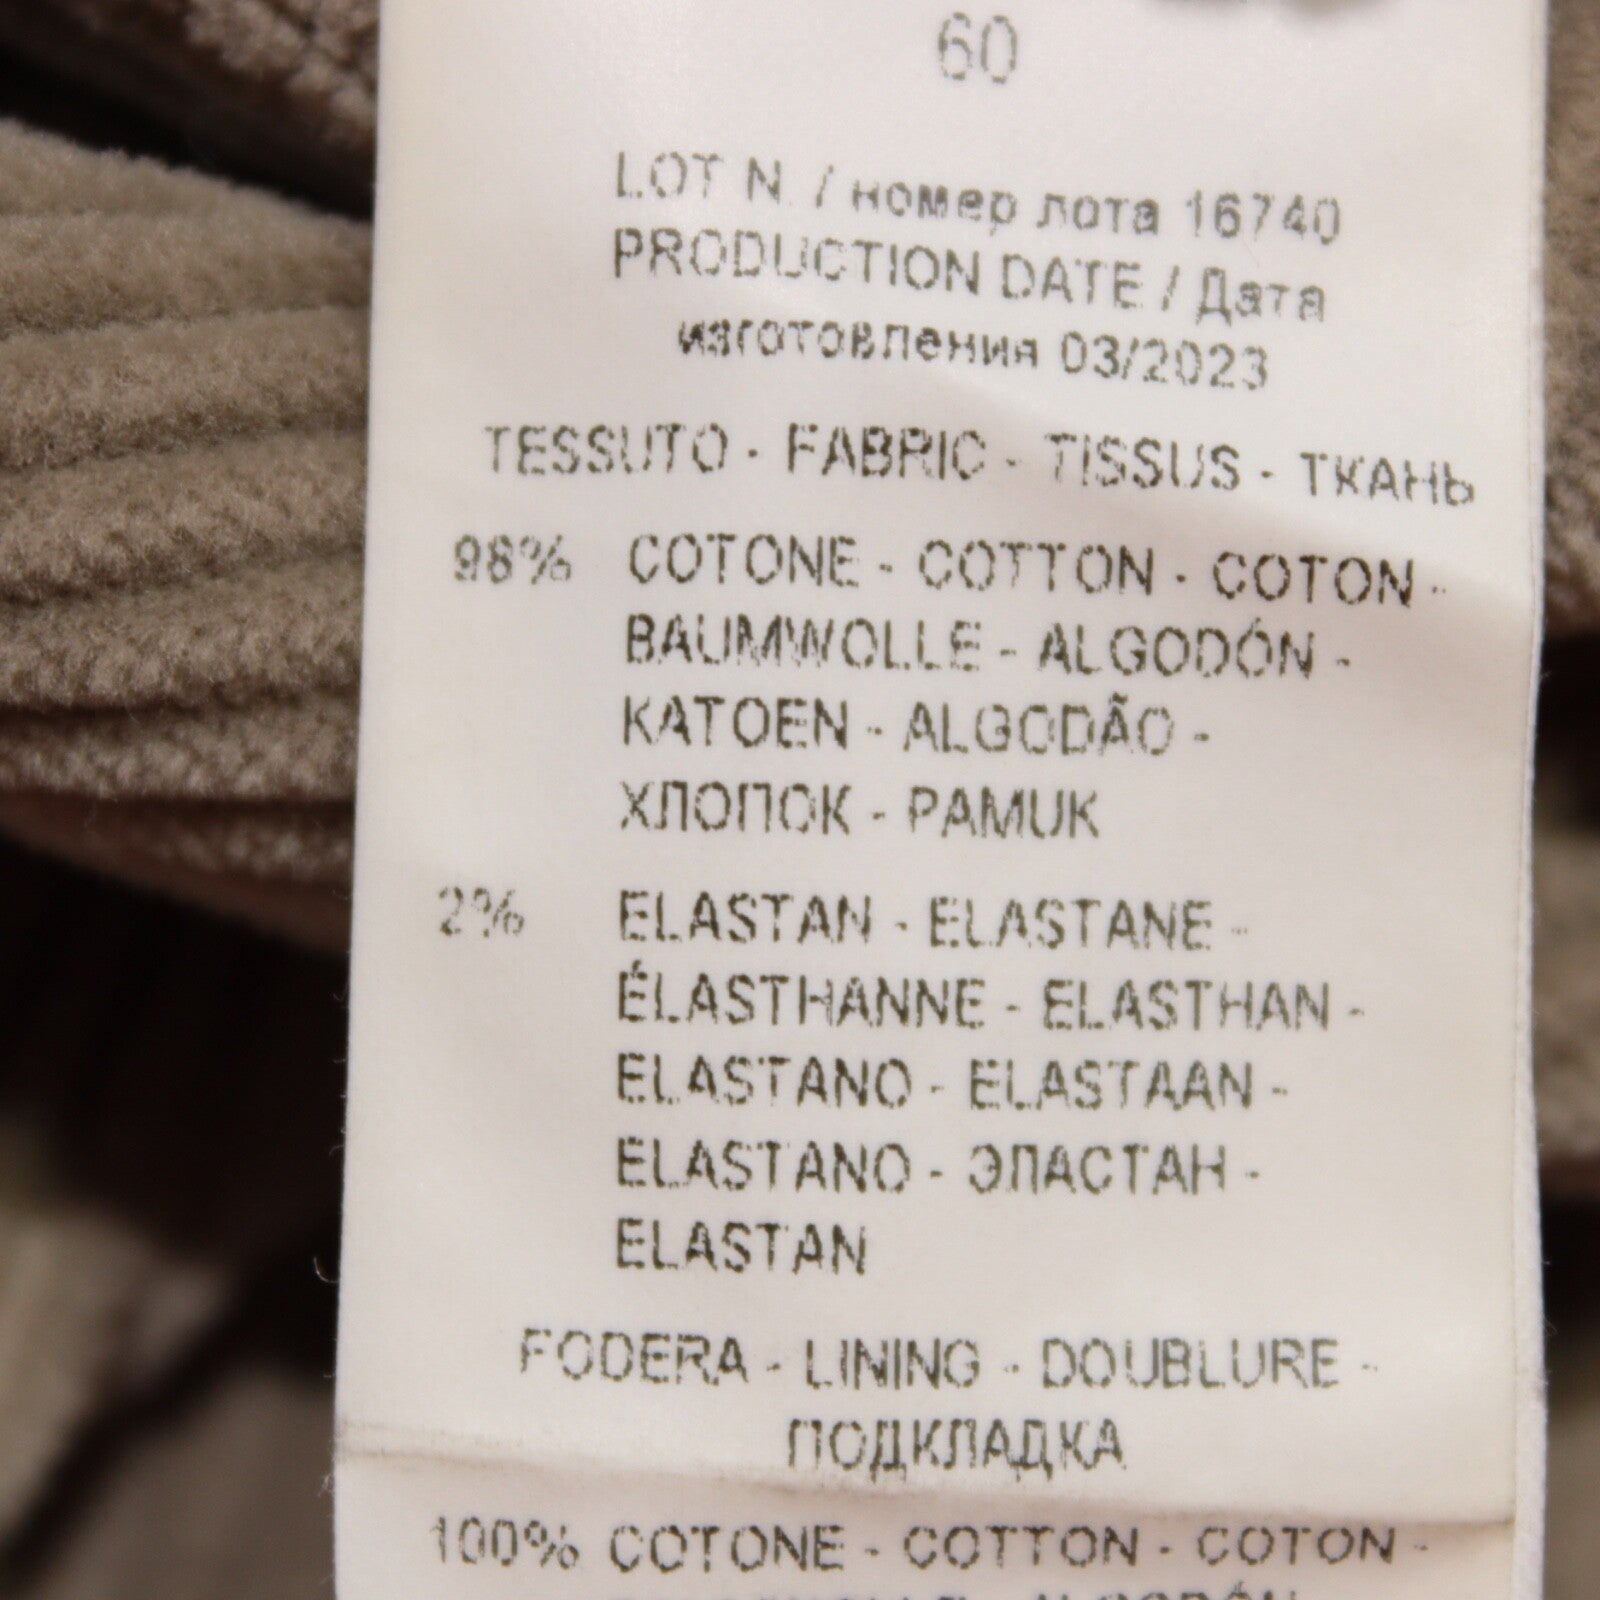 60
LOT N. / номер лота 16740
PRODUCTION DATE / Дата
изготовления 03/2023
TESSUTO - FABRIC - TISSUS - ТКАНЬ
98% COTONE - COTTON - COTON -
BAUMWOLLE - ALGODÓN -
KATOEN - ALGODÃO -
ХЛОПОК - PAMUK
2% ELASTAN - ELASTANE -
ÉLASTHANNE - ELASTHAN -
ELASTANO - ELASTAAN -
ELASTANO - ЭЛАСТАН -
ELASTAN
FODERA - LINING - DOUBLURE -
ПОДКЛАДКА
100% COTONE - COTTON - COTON -